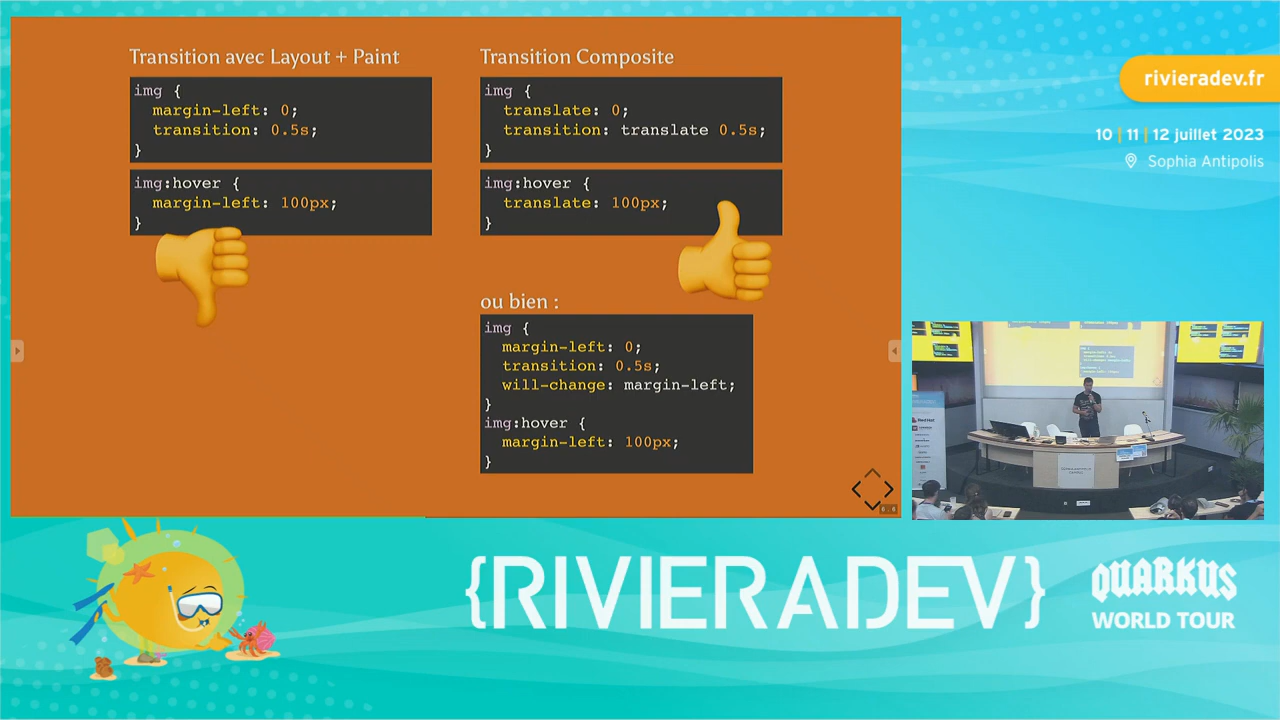 Transition avec Layout + Paint
img {
margin-left: 0;
transition: 0.5s;
}
img:hover {
margin-left: 100px;
}
Transition Composite
img {
translate: 0;
transition: translate 0.5s;
}
img:hover {
translate: 100px;
}
ou bien :
img {
margin-left: 0;
transition: 0.5s;
will-change: margin-left;
}
img:hover {
margin-left: 100px;
}
rivieradev.fr
10 | 11 | 12 juillet 2023
Sophia Antipolis
Red Hat
{RIVIERADEV}
QUARKUS
WORLD TOUR